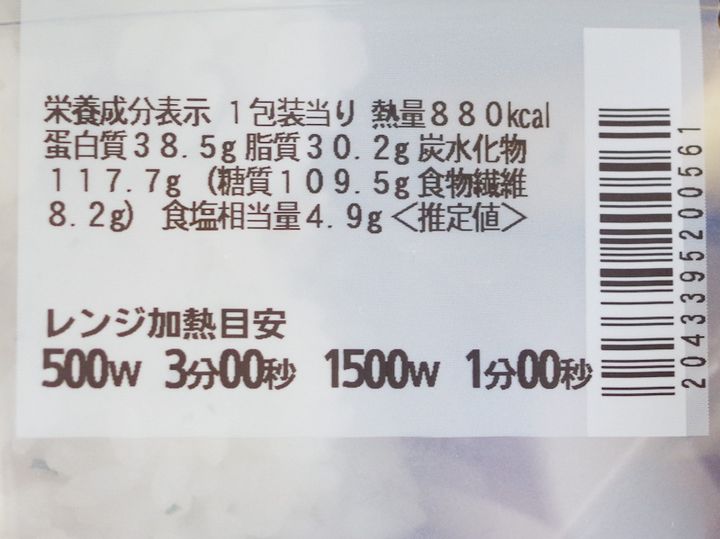 栄養成分表示 1包装当り 熱量880kcal
蛋白質38.5g 脂質30.2g 炭水化物
117.7g (糖質109.5g 食物繊維
8.2g) 食塩相当量4.9g <推定値>
レンジ加熱目安
500W 3分00秒 1500W 1分00秒
2043395200561